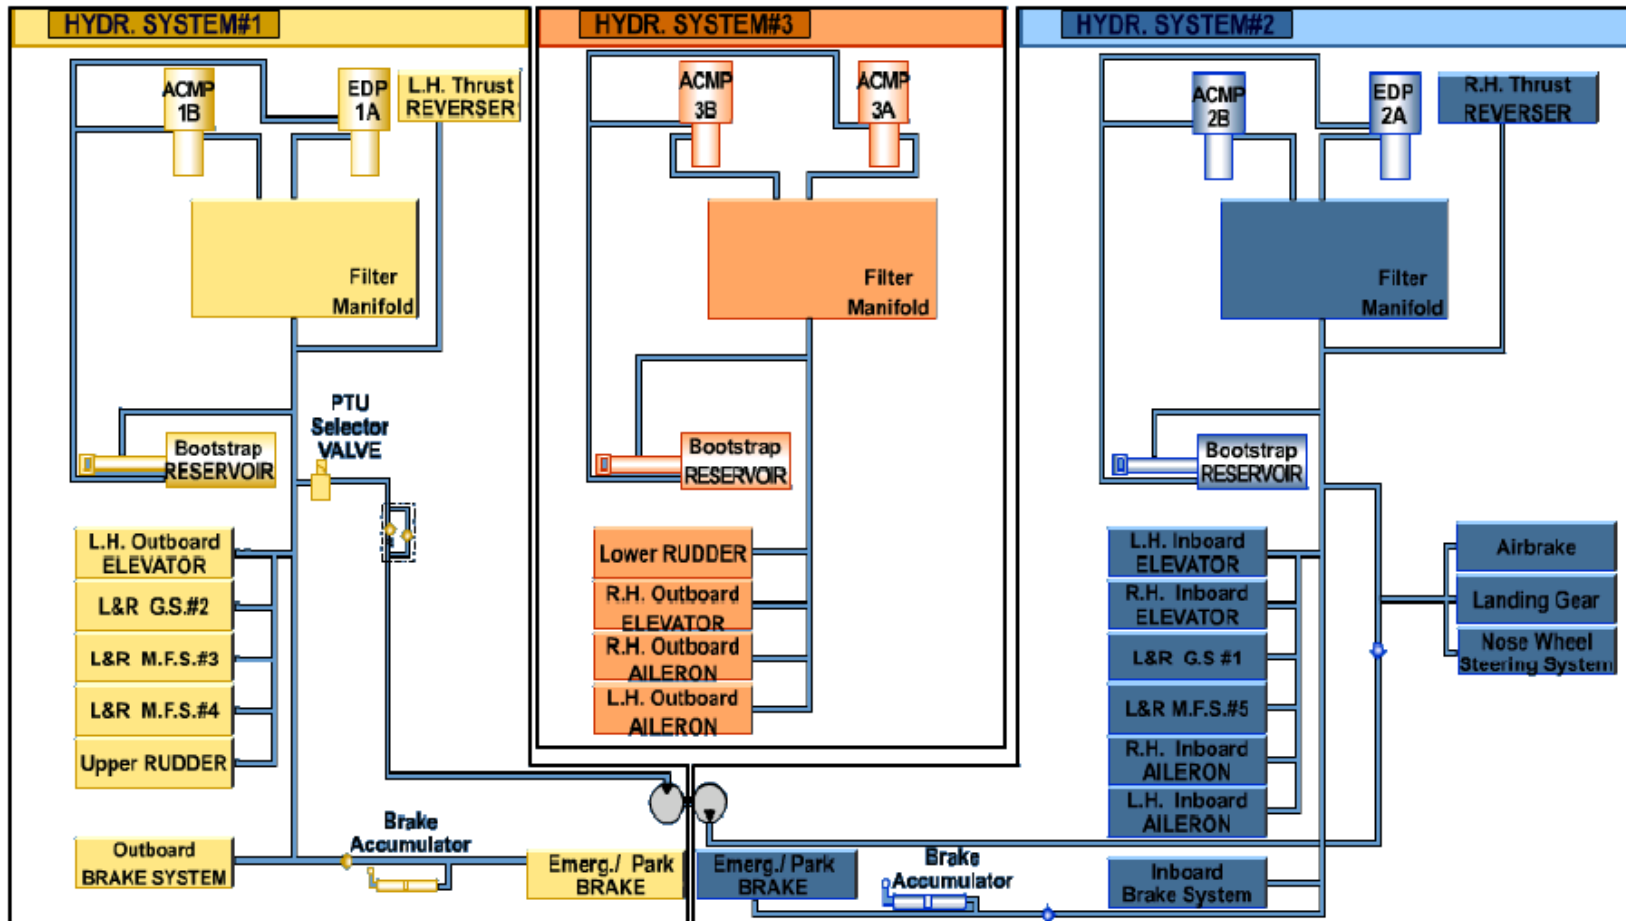 HYDR. SYSTEM#1
ACMP
1B
EDP
1A
L.H. Thrust
REVERSER
Filter
Manifold
PTU
Selector
VALVE
Bootstrap
RESERVOIR
L.H. Outboard
ELEVATOR
L&R G.S.#2
L&R M.F.S.#3
L&R M.F.S.#4
Upper RUDDER
Outboard
BRAKE SYSTEM
Brake
Accumulator
Emerg./ Park
BRAKE
HYDR. SYSTEM#3
ACMP
3B
ACMP
3A
Filter
Manifold
Bootstrap
RESERVOIR
Lower RUDDER
R.H. Outboard
ELEVATOR
R.H. Outboard
AILERON
L.H. Outboard
AILERON
HYDR. SYSTEM#2
ACMP
2B
EDP
2A
R.H. Thrust
REVERSER
Filter
Manifold
Bootstrap
RESERVOIR
L.H. Inboard
ELEVATOR
R.H. Inboard
ELEVATOR
L&R G.S #1
L&R M.F.S.#5
R.H. Inboard
AILERON
L.H. Inboard
AILERON
Airbrake
Landing Gear
Nose Wheel
Steering System
Emerg./ Park
BRAKE
Brake
Accumulator
Inboard
Brake System